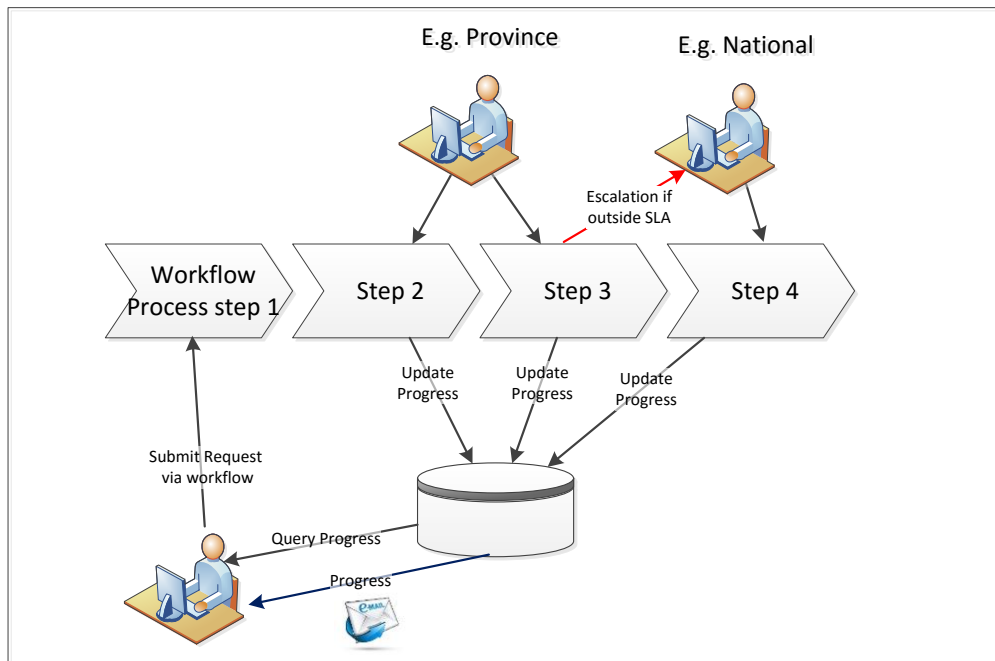 E.g. Province
E.g. National
Escalation if
outside SLA
Workflow
Process step 1
Step 2
Step 3
Step 4
Update
Progress
Update
Progress
Update
Progress
Submit Request
via workflow
Query Progress
Progress
e-MAIL